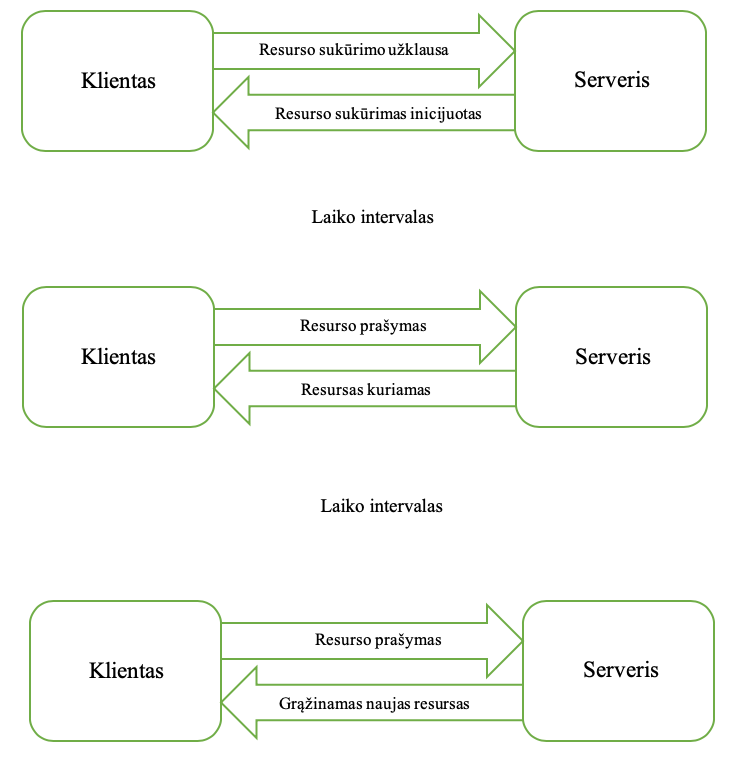 Klientas
Resurso sukūrimo užklausa
Serveris
Resurso sukūrimas inicijuotas
Laiko intervalas
Klientas
Resurso prašymas
Serveris
Resursas kuriamas
Laiko intervalas
Klientas
Resurso prašymas
Serveris
Grąžinamas naujas resursas